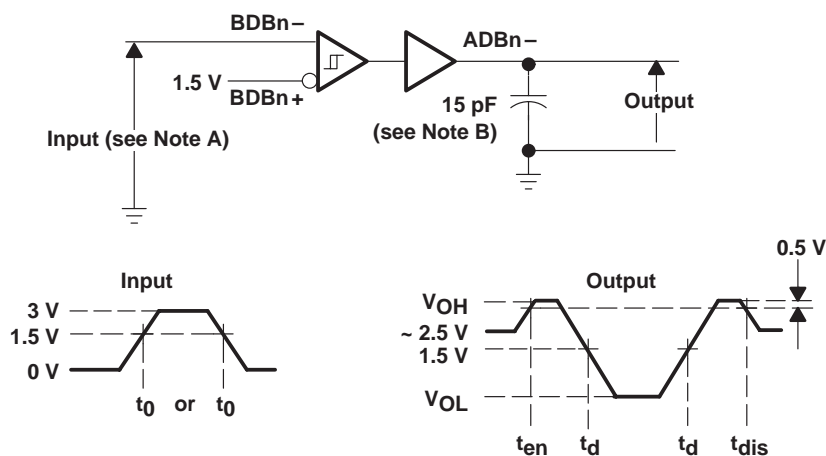 BDBn–
ADBn–
1.5 V
BDBn+
15 pF
(see Note B)
Output
Input (see Note A)
0.5 V
Input
Output
3 V
1.5 V
0 V
t0 or t0
VOH
~ 2.5 V
1.5 V
VOL
ten td td tdis